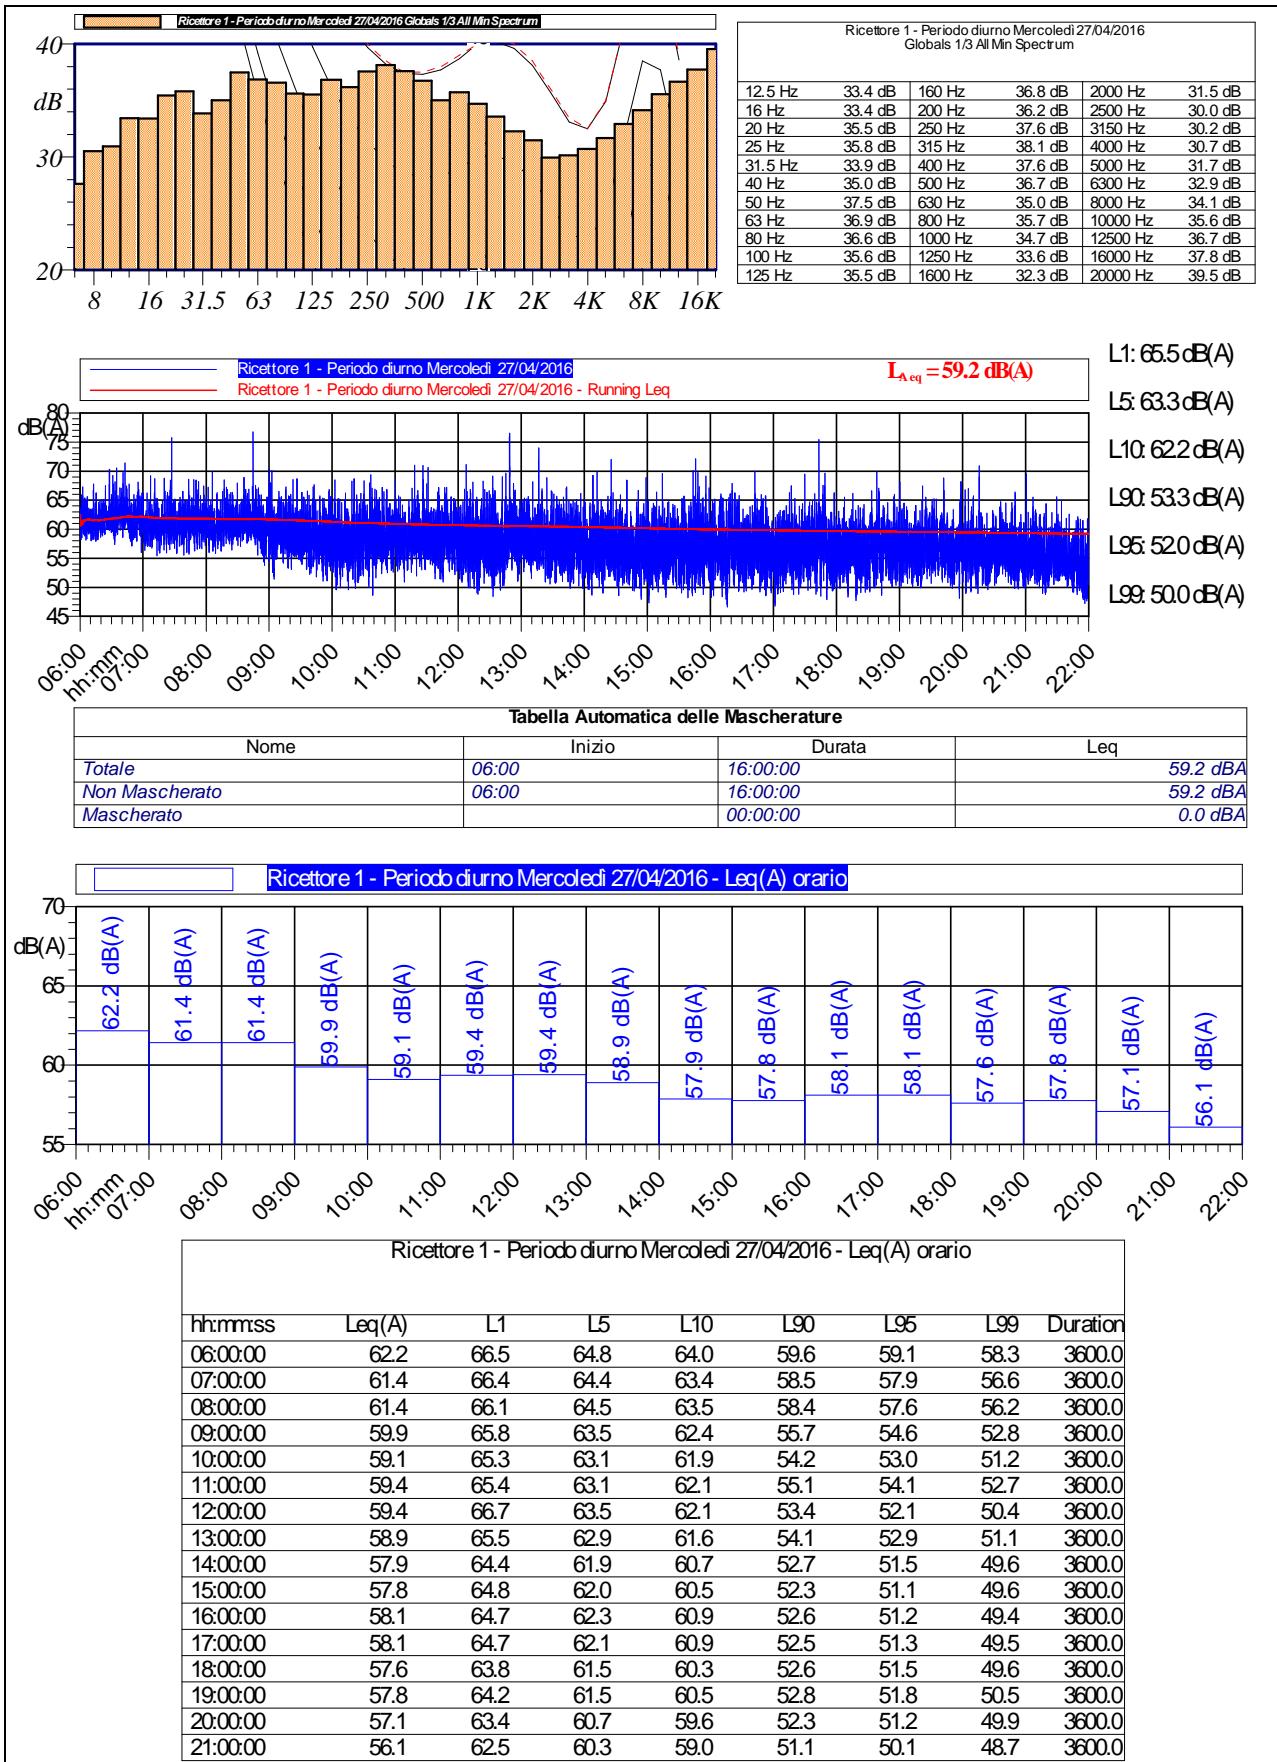 Ricettore 1 - Periodo diurno Mercoledì 27/04/2016 Globals 1/3 All Min Spectrum
40
dB
30
20
8 16 31.5 63 125 250 500 1K 2K 4K 8K 16K
Ricettore 1 - Periodo diurno Mercoledì 27/04/2016
Globals 1/3 All Min Spectrum
12.5 Hz 33.4 dB 160 Hz 36.8 dB 2000 Hz 31.5 dB
16 Hz 33.4 dB 200 Hz 36.2 dB 2500 Hz 30.0 dB
20 Hz 35.5 dB 250 Hz 37.6 dB 3150 Hz 30.2 dB
25 Hz 35.8 dB 315 Hz 38.1 dB 4000 Hz 30.7 dB
31.5 Hz 33.9 dB 400 Hz 37.6 dB 5000 Hz 31.7 dB
40 Hz 35.0 dB 500 Hz 36.7 dB 6300 Hz 32.9 dB
50 Hz 37.5 dB 630 Hz 35.0 dB 8000 Hz 34.1 dB
63 Hz 36.9 dB 800 Hz 35.7 dB 10000 Hz 35.6 dB
80 Hz 36.6 dB 1000 Hz 34.7 dB 12500 Hz 36.7 dB
100 Hz 35.6 dB 1250 Hz 33.6 dB 16000 Hz 37.8 dB
125 Hz 35.5 dB 1600 Hz 32.3 dB 20000 Hz 39.5 dB
Ricettore 1 - Periodo diurno Mercoledì 27/04/2016
Ricettore 1 - Periodo diurno Mercoledì 27/04/2016 - Running Leq
LAeq = 59.2 dB(A)
L1: 65.5 dB(A)
L5: 63.3 dB(A)
L10: 62.2 dB(A)
L90: 53.3 dB(A)
L95: 52.0 dB(A)
L99: 50.0 dB(A)
80
dB(A)
75
70
65
60
55
50
45
06:00 hh:mm 07:00 08:00 09:00 10:00 11:00 12:00 13:00 14:00 15:00 16:00 17:00 18:00 19:00 20:00 21:00 22:00
Tabella Automatica delle Mascherature
Nome Inizio Durata Leq
Totale 06:00 16:00:00 59.2 dBA
Non Mascherato 06:00 16:00:00 59.2 dBA
Mascherato 00:00:00 0.0 dBA
Ricettore 1 - Periodo diurno Mercoledì 27/04/2016 - Leq(A) orario
70
dB(A)
65
60
55
62.2 dB(A)
61.4 dB(A)
61.4 dB(A)
59.9 dB(A)
59.1 dB(A)
59.4 dB(A)
59.4 dB(A)
58.9 dB(A)
57.9 dB(A)
57.8 dB(A)
58.1 dB(A)
58.1 dB(A)
57.6 dB(A)
57.8 dB(A)
57.1 dB(A)
56.1 dB(A)
06:00 hh:mm 07:00 08:00 09:00 10:00 11:00 12:00 13:00 14:00 15:00 16:00 17:00 18:00 19:00 20:00 21:00 22:00
Ricettore 1 - Periodo diurno Mercoledì 27/04/2016 - Leq(A) orario
hh:mm:ss Leq(A) L1 L5 L10 L90 L95 L99 Duration
06:00:00 62.2 66.5 64.8 64.0 59.6 59.1 58.3 3600.0
07:00:00 61.4 66.4 64.4 63.4 58.5 57.9 56.6 3600.0
08:00:00 61.4 66.1 64.5 63.5 58.4 57.6 56.2 3600.0
09:00:00 59.9 65.8 63.5 62.4 55.7 54.6 52.8 3600.0
10:00:00 59.1 65.3 63.1 61.9 54.2 53.0 51.2 3600.0
11:00:00 59.4 65.4 63.1 62.1 55.1 54.1 52.7 3600.0
12:00:00 59.4 66.7 63.5 62.1 53.4 52.1 50.4 3600.0
13:00:00 58.9 65.5 62.9 61.6 54.1 52.9 51.1 3600.0
14:00:00 57.9 64.4 61.9 60.7 52.7 51.5 49.6 3600.0
15:00:00 57.8 64.8 62.0 60.5 52.3 51.1 49.6 3600.0
16:00:00 58.1 64.7 62.3 60.9 52.6 51.2 49.4 3600.0
17:00:00 58.1 64.7 62.1 60.9 52.5 51.3 49.5 3600.0
18:00:00 57.6 63.8 61.5 60.3 52.6 51.5 49.6 3600.0
19:00:00 57.8 64.2 61.5 60.5 52.8 51.8 50.5 3600.0
20:00:00 57.1 63.4 60.7 59.6 52.3 51.2 49.9 3600.0
21:00:00 56.1 62.5 60.3 59.0 51.1 50.1 48.7 3600.0